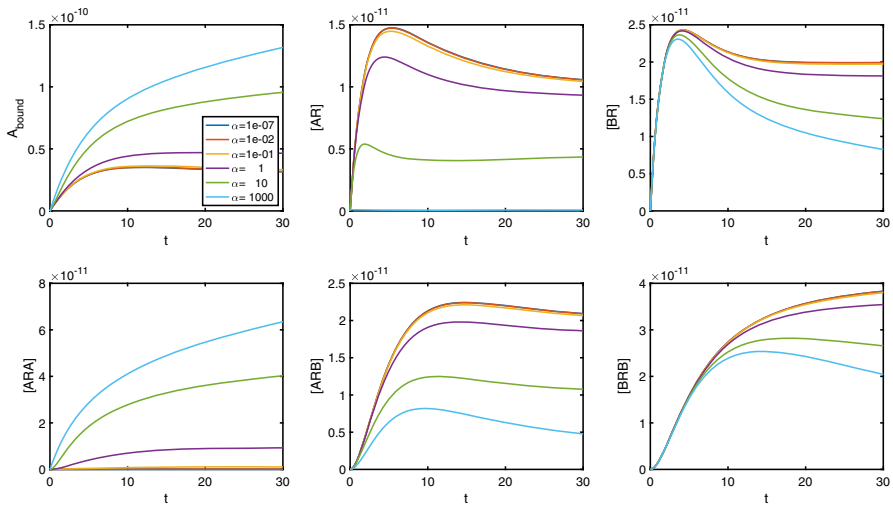 ×10⁻¹⁰
1.5
1
0.5
0
A_bound
0 10 20 30
t
α=1e-07
α=1e-02
α=1e-01
α= 1
α= 10
α= 1000
×10⁻¹¹
1.5
1
0.5
0
[AR]
0 10 20 30
t
×10⁻¹¹
2.5
2
1.5
1
0.5
0
[BR]
0 10 20 30
t
×10⁻¹¹
8
6
4
2
0
[ARA]
0 10 20 30
t
×10⁻¹¹
2.5
2
1.5
1
0.5
0
[ARB]
0 10 20 30
t
×10⁻¹¹
4
3
2
1
0
[BRB]
0 10 20 30
t